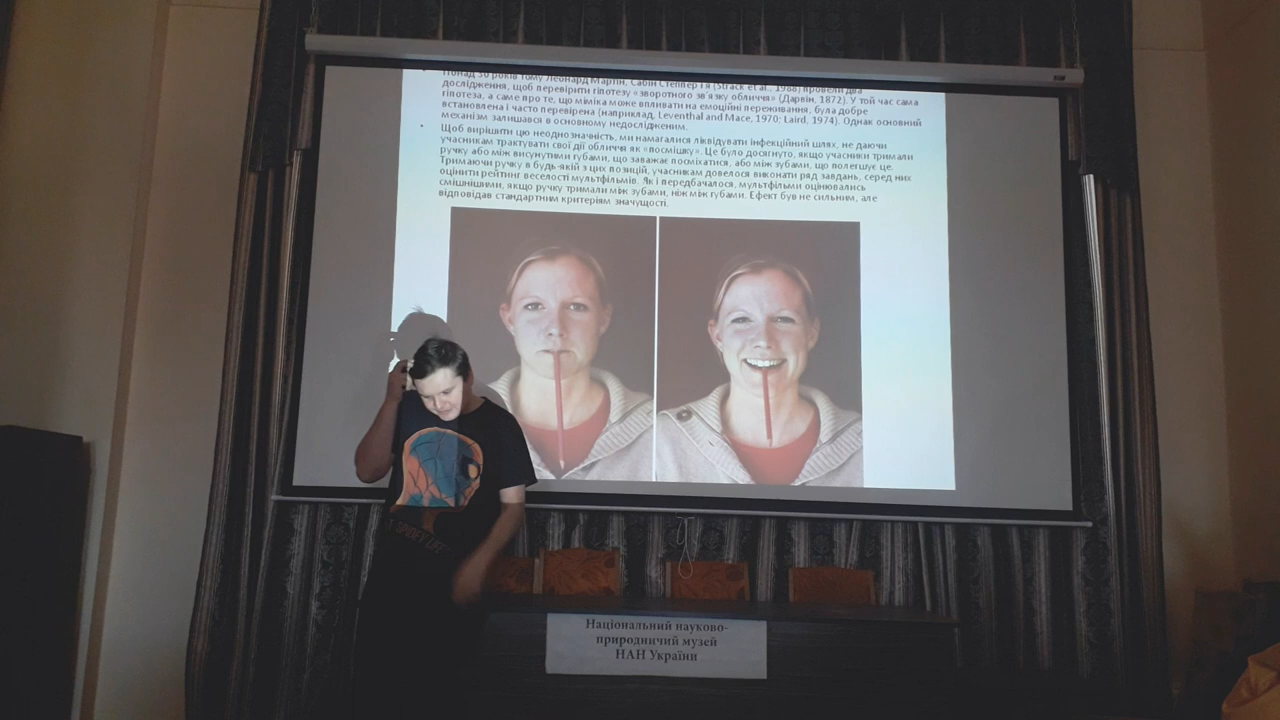 Понад 30 років тому Леонард Мартін, Сабін Степпер і я (Strack et al., 1988) провели два
дослідження, щоб перевірити гіпотезу «зворотного зв'язку обличчя» (Дарвін, 1872). У той час сама
гіпотеза, а саме про те, що міміка може впливати на емоційні переживання, була добре
встановлена і часто перевірена (наприклад, Leventhal and Mace, 1970; Laird, 1974). Однак основний
механізм залишався в основному недослідженим.
• Щоб вирішити цю неоднозначність, ми намагалися ліквідувати інфекційний шлях, не даючи
учасникам трактувати свої дії обличчя як «посмішку». Це було досягнуто, якщо учасники тримали
ручку або між висунутими губами, що заважає посміхатися, або між зубами, що полегшує це.
Тримаючи ручку в будь-якій з цих позицій, учасникам довелося виконати ряд завдань, серед них
оцінити рейтинг веселості мультфільмів. Як і передбачалося, мультфільми оцінювались
смішнішими, якщо ручку тримали між зубами, ніж між губами. Ефект був не сильним, але
відповідав стандартним критеріям значущості.
SPIDEY LIFE
Національний науково-
природничий музей
НАН України